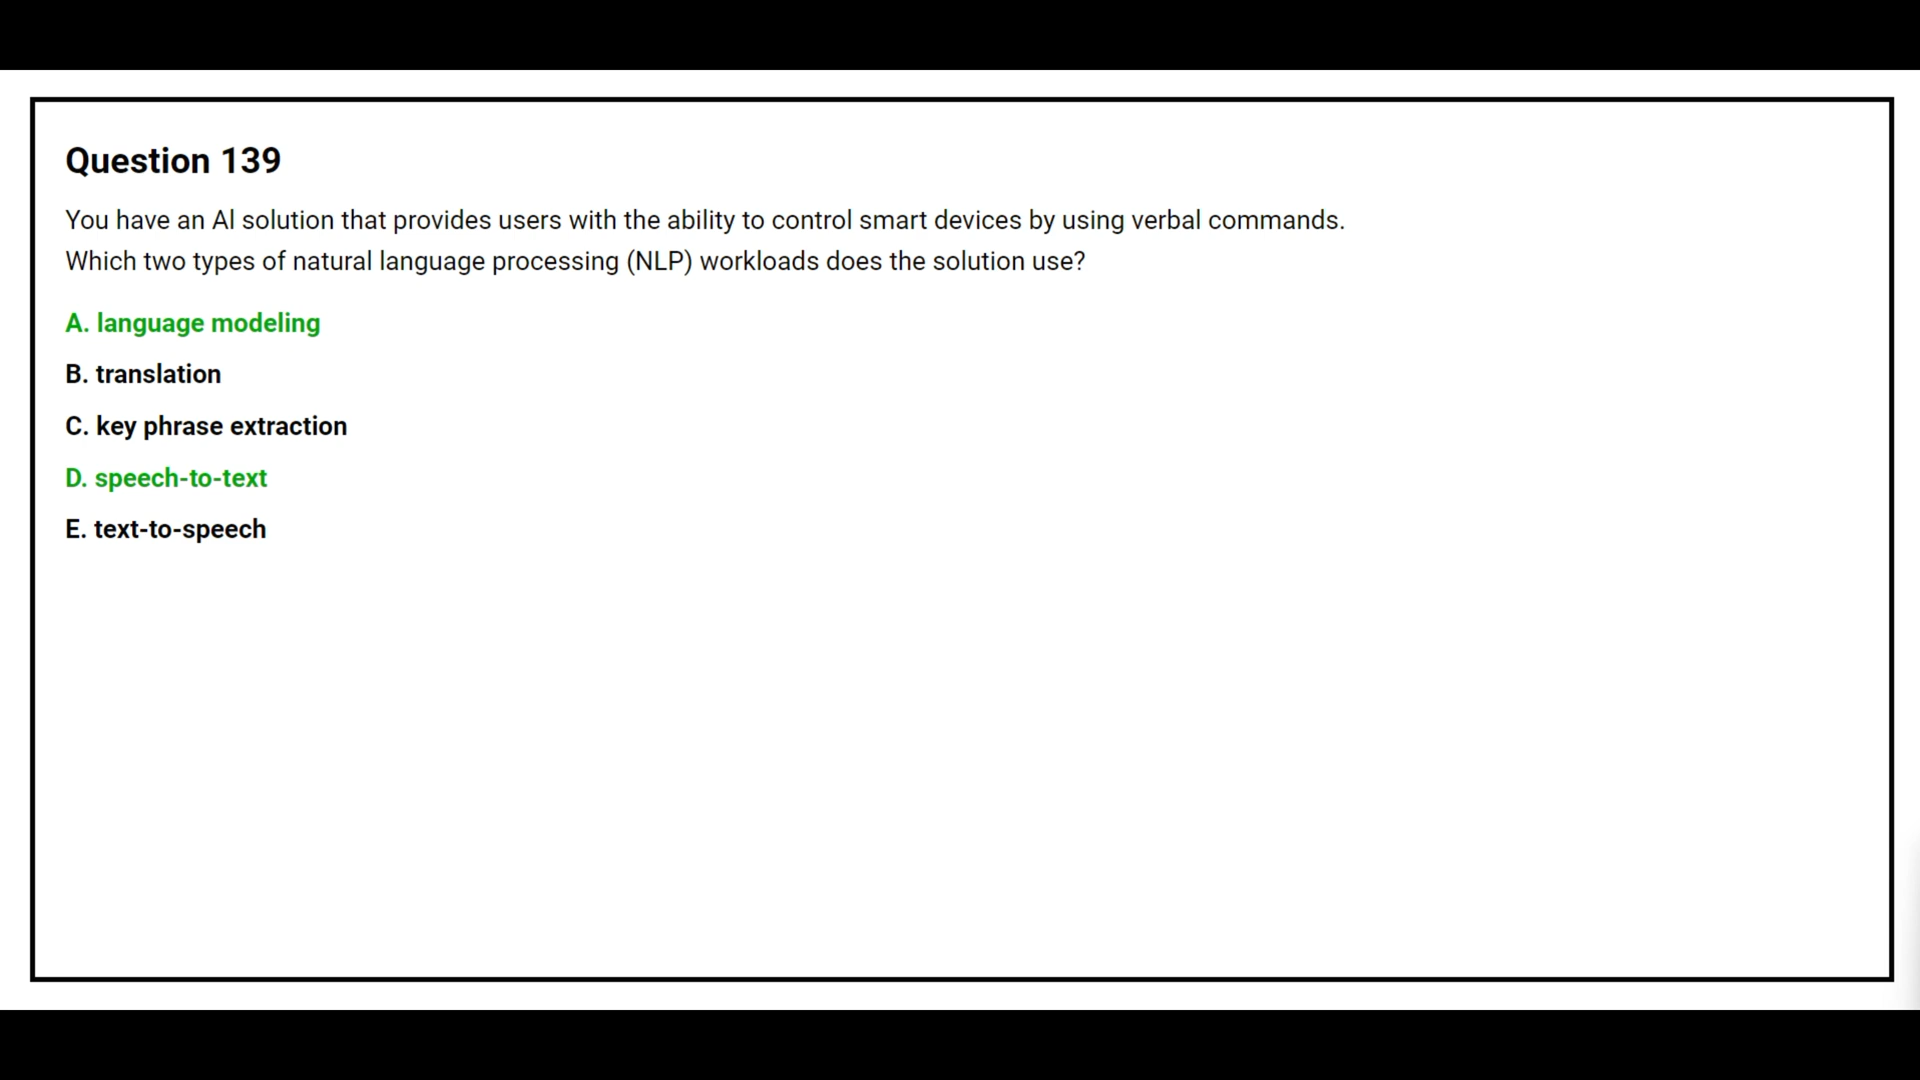 Question 139
You have an AI solution that provides users with the ability to control smart devices by using verbal commands.
Which two types of natural language processing (NLP) workloads does the solution use?
A. language modeling
B. translation
C. key phrase extraction
D. speech-to-text
E. text-to-speech